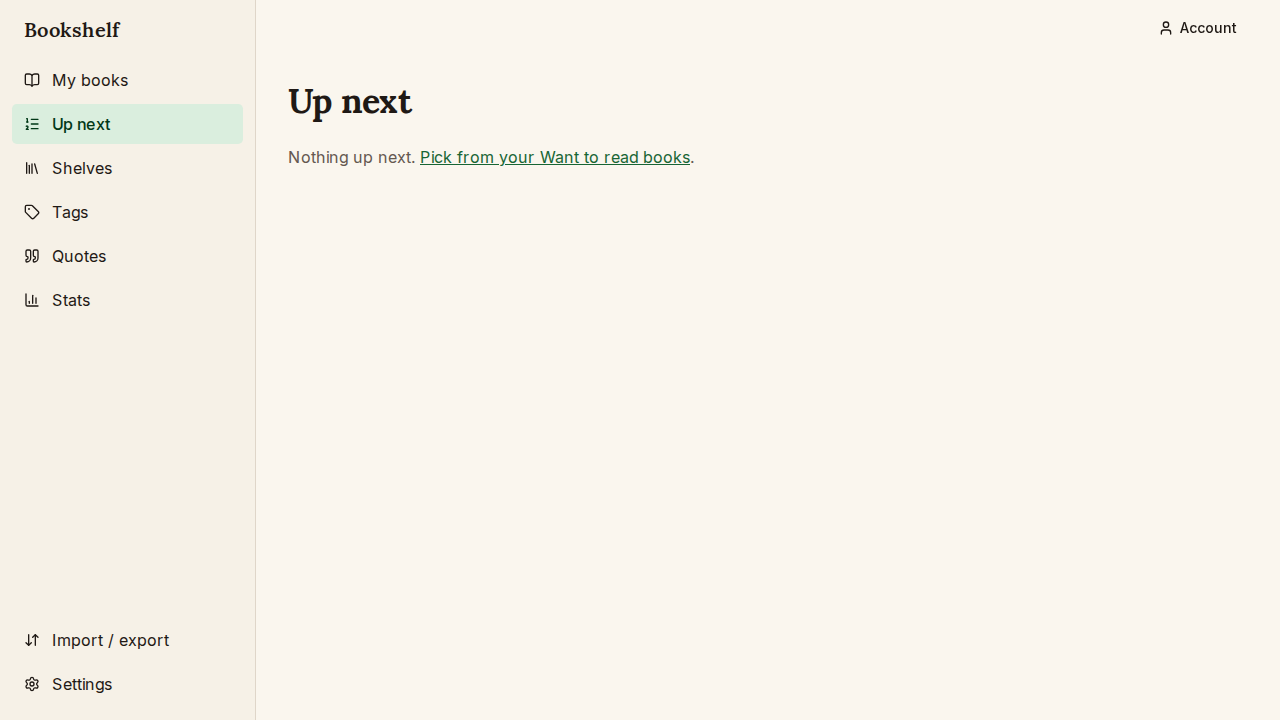 Bookshelf
My books
Up next
Shelves
Tags
Quotes
Stats
Import / export
Settings
Account
Up next
Nothing up next. Pick from your Want to read books.